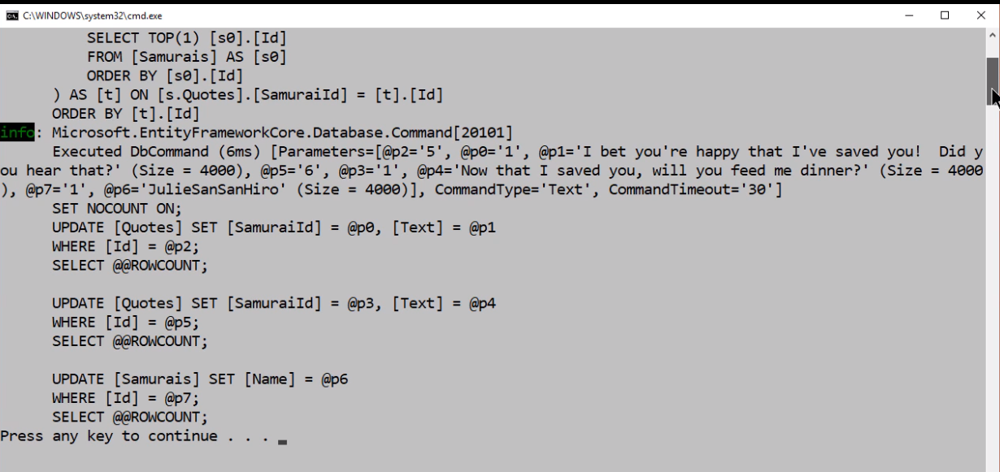 C:\WINDOWS\system32\cmd.exe
SELECT TOP(1) [s0].[Id]
FROM [Samurais] AS [s0]
ORDER BY [s0].[Id]
) AS [t] ON [s.Quotes].[SamuraiId] = [t].[Id]
ORDER BY [t].[Id]
info: Microsoft.EntityFrameworkCore.Database.Command[20101]
Executed DbCommand (6ms) [Parameters=[@p2='5', @p0='1', @p1='I bet you're happy that I've saved you!  Did y
ou hear that?' (Size = 4000), @p5='6', @p3='1', @p4='Now that I saved you, will you feed me dinner?' (Size = 4000
), @p7='1', @p6='JulieSanSanHiro' (Size = 4000)], CommandType='Text', CommandTimeout='30']
SET NOCOUNT ON;
UPDATE [Quotes] SET [SamuraiId] = @p0, [Text] = @p1
WHERE [Id] = @p2;
SELECT @@ROWCOUNT;
UPDATE [Quotes] SET [SamuraiId] = @p3, [Text] = @p4
WHERE [Id] = @p5;
SELECT @@ROWCOUNT;
UPDATE [Samurais] SET [Name] = @p6
WHERE [Id] = @p7;
SELECT @@ROWCOUNT;
Press any key to continue . . .